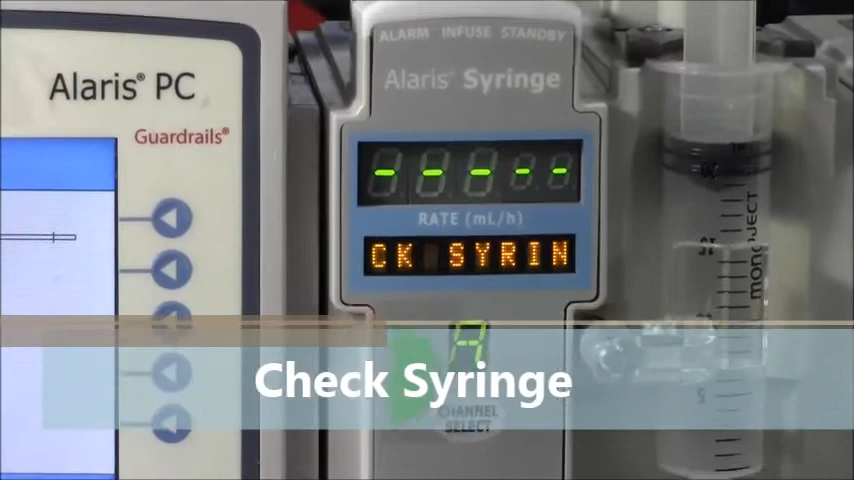 Alaris® PC
Guardrails®
ALARM INFUSE STANDBY
Alaris® Syringe
- - - - -
RATE (mL/h)
CK SYRIN
A
CHANNEL
SELECT
Check Syringe
monoject